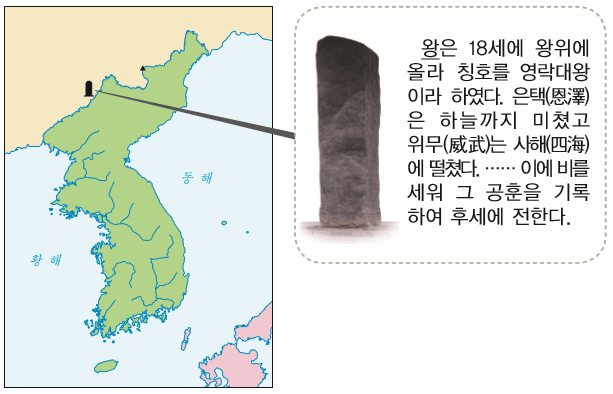 왕은 18세에 왕위에
올라 칭호를 영락대왕
이라 하였다. 은택(恩澤)
은 하늘까지 미쳤고
위무(威武)는 사해(四海)
에 떨쳤다. …… 이에 비를
세워 그 공훈을 기록
하여 후세에 전한다.
동해
황해